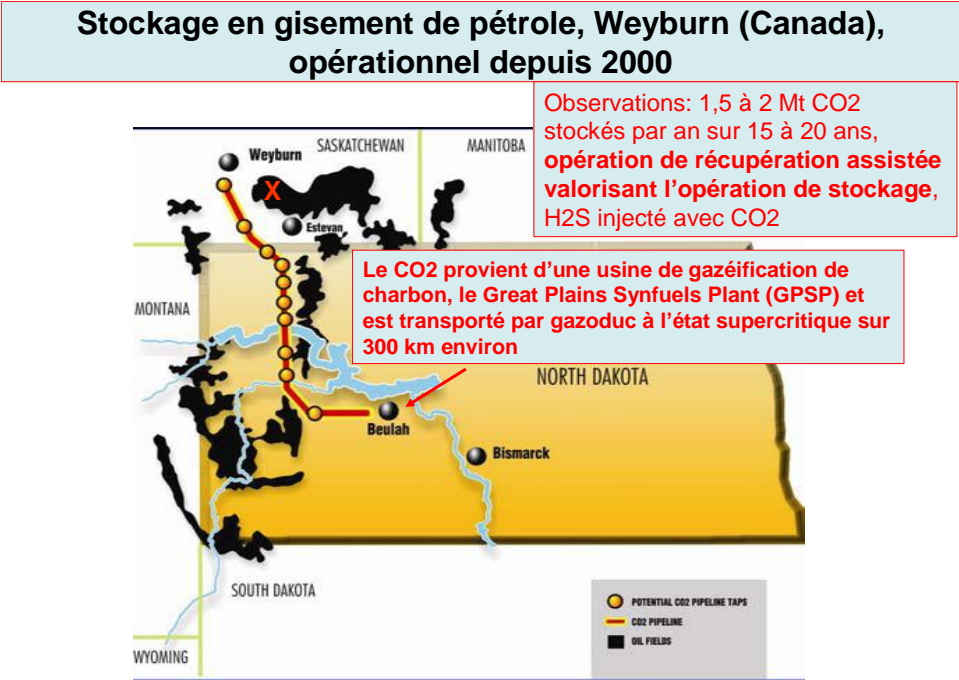 Stockage en gisement de pétrole, Weyburn (Canada),
opérationnel depuis 2000
Observations: 1,5 à 2 Mt CO2
stockés par an sur 15 à 20 ans,
opération de récupération assistée
valorisant l'opération de stockage,
H2S injecté avec CO2
SASKATCHEWAN
MANITOBA
Weyburn
X
Estevan
Le CO2 provient d'une usine de gazéification de
charbon, le Great Plains Synfuels Plant (GPSP) et
est transporté par gazoduc à l'état supercritique sur
300 km environ
MONTANA
NORTH DAKOTA
Beulah
Bismarck
SOUTH DAKOTA
POTENTIAL CO2 PIPELINE TAPS
CO2 PIPELINE
OIL FIELDS
WYOMING